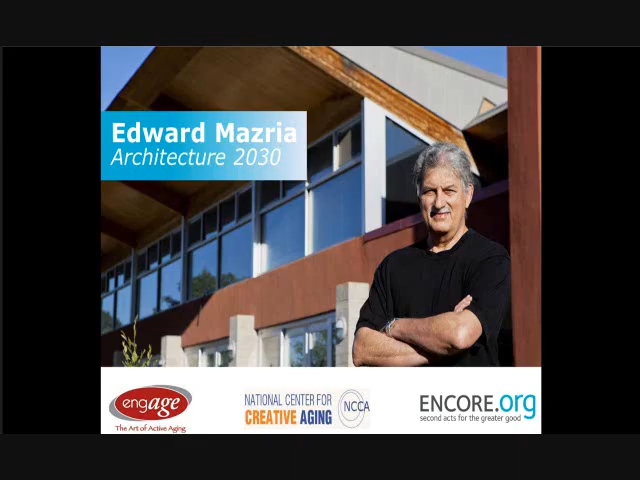 Edward Mazria
Architecture 2030
engAGE
The Art of Active Aging
NATIONAL CENTER FOR
CREATIVE AGING
NCCA
ENCORE.org
second acts for the greater good